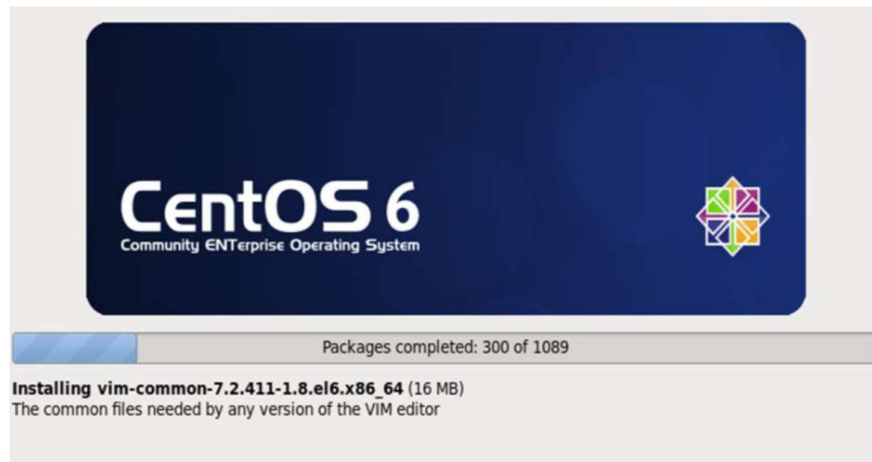 CentOS 6
Community ENTerprise Operating System
Packages completed: 300 of 1089
Installing vim-common-7.2.411-1.8.el6.x86_64 (16 MB)
The common files needed by any version of the VIM editor